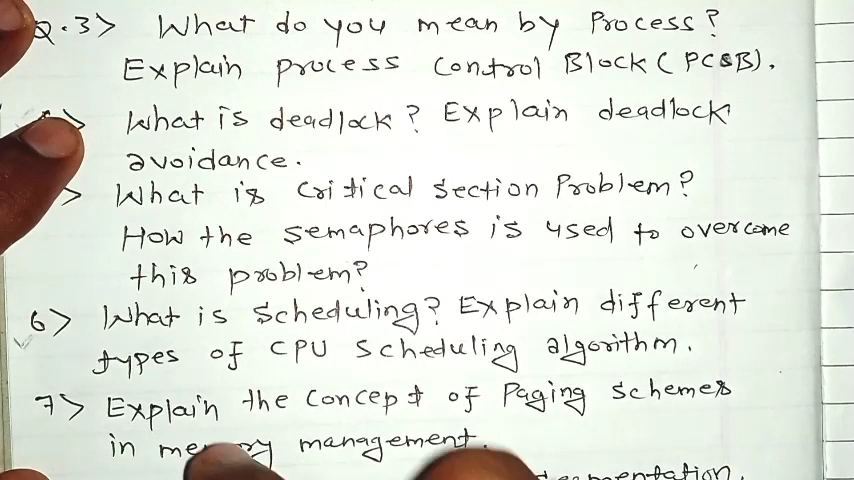 Q.3> What do you mean by Process?
Explain process control Block (PCB).
What is deadlock? Explain deadlock
avoidance.
> What is Critical Section Problem?
How the semaphores is used to overcome
this problem?
6> What is Scheduling? Explain different
types of CPU Scheduling algorithm.
7> Explain the concept of Paging schemes
in memory management.
segmentation.